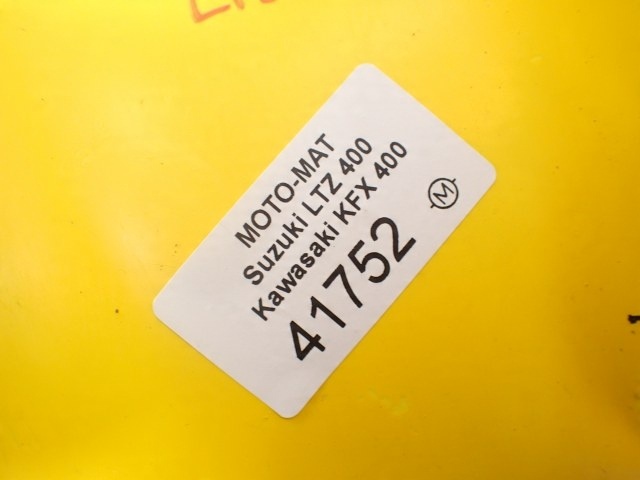 MOTO-MAT
Suzuki LTZ 400
Kawasaki KFX 400
41752
M